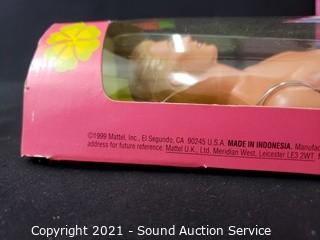 ©1999 Mattel, Inc., El Segundo, CA 90245 U.S.A. MADE IN INDONESIA. Manufac
address for future reference. Mattel U.K., Ltd. Meridian West, Leicester LE3 2WT,
Copyright 2021 - Sound Auction Service